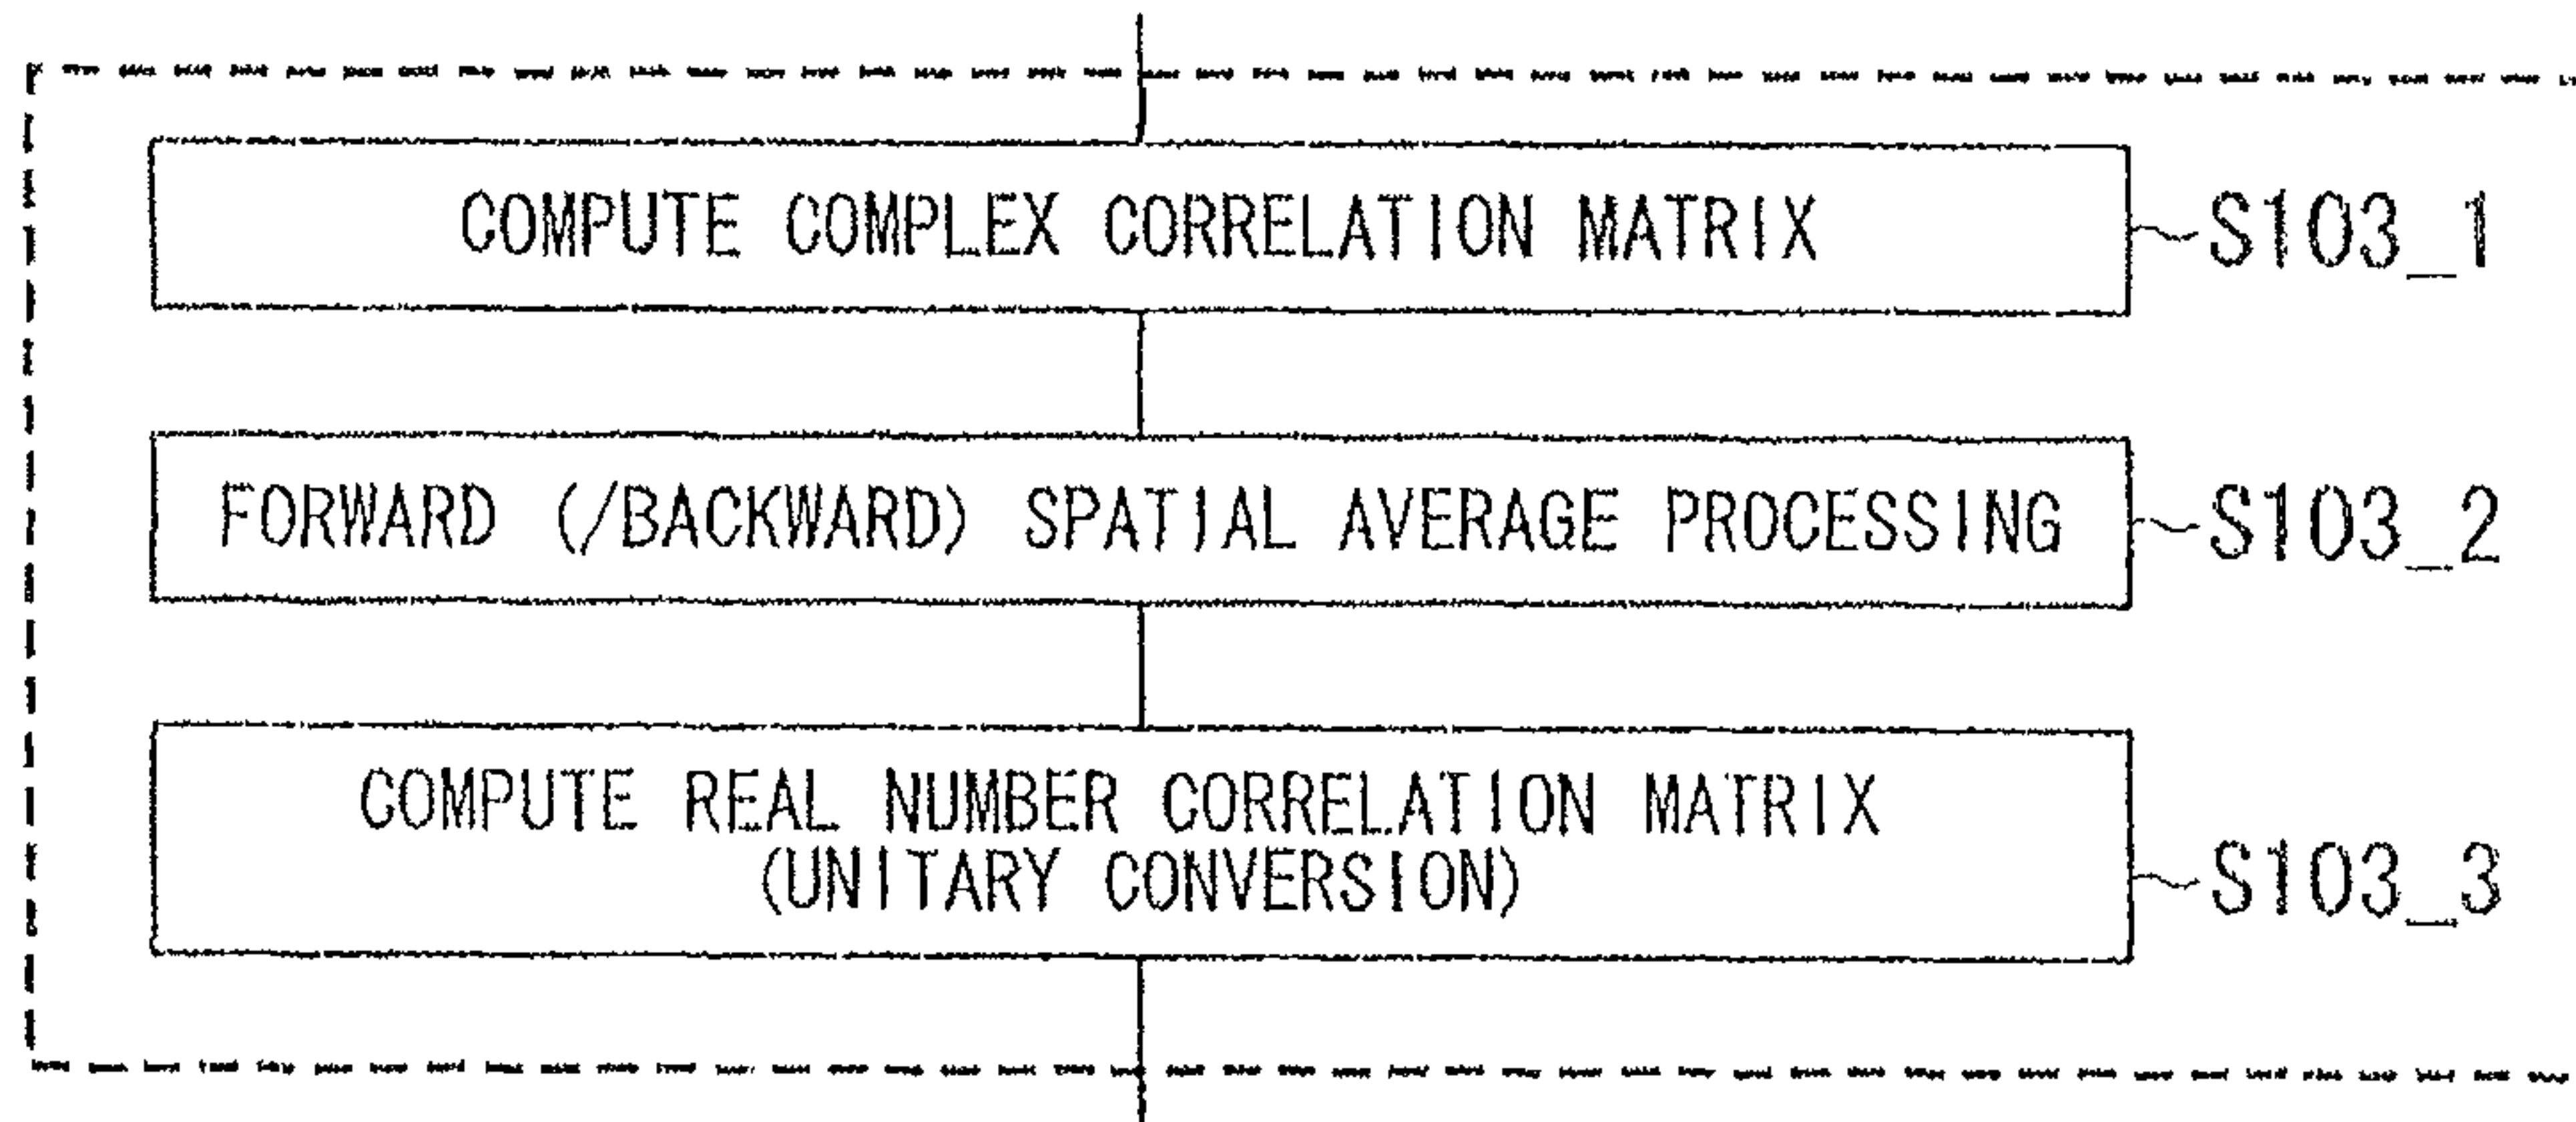 COMPUTE COMPLEX CORRELATION MATRIX
S103_1
FORWARD (/BACKWARD) SPATIAL AVERAGE PROCESSING
S103_2
COMPUTE REAL NUMBER CORRELATION MATRIX
(UNITARY CONVERSION)
S103_3